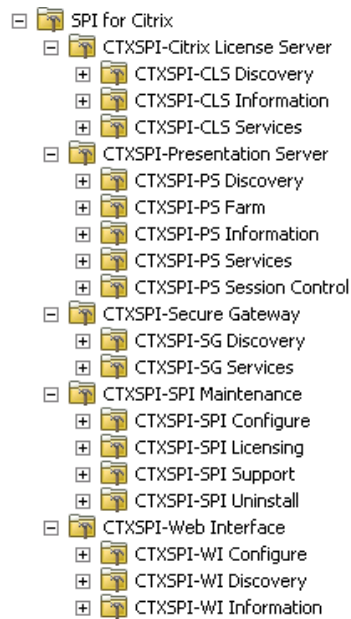 SPI for Citrix
CTXSPI-Citrix License Server
CTXSPI-CLS Discovery
CTXSPI-CLS Information
CTXSPI-CLS Services
CTXSPI-Presentation Server
CTXSPI-PS Discovery
CTXSPI-PS Farm
CTXSPI-PS Information
CTXSPI-PS Services
CTXSPI-PS Session Control
CTXSPI-Secure Gateway
CTXSPI-SG Discovery
CTXSPI-SG Services
CTXSPI-SPI Maintenance
CTXSPI-SPI Configure
CTXSPI-SPI Licensing
CTXSPI-SPI Support
CTXSPI-SPI Uninstall
CTXSPI-Web Interface
CTXSPI-WI Configure
CTXSPI-WI Discovery
CTXSPI-WI Information